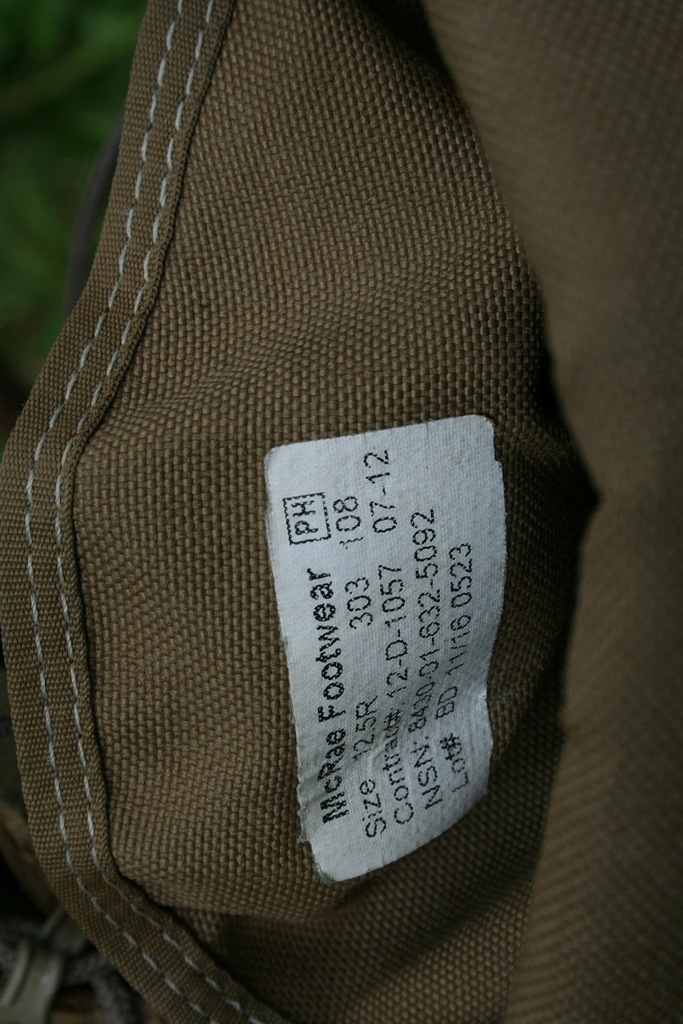 McRae Footwear PH
Size 12.5R 303 108
Contract#: 12-D-1057 07-12
NSN: 8430-01-632-5092
Lot# BD 11/16 0523